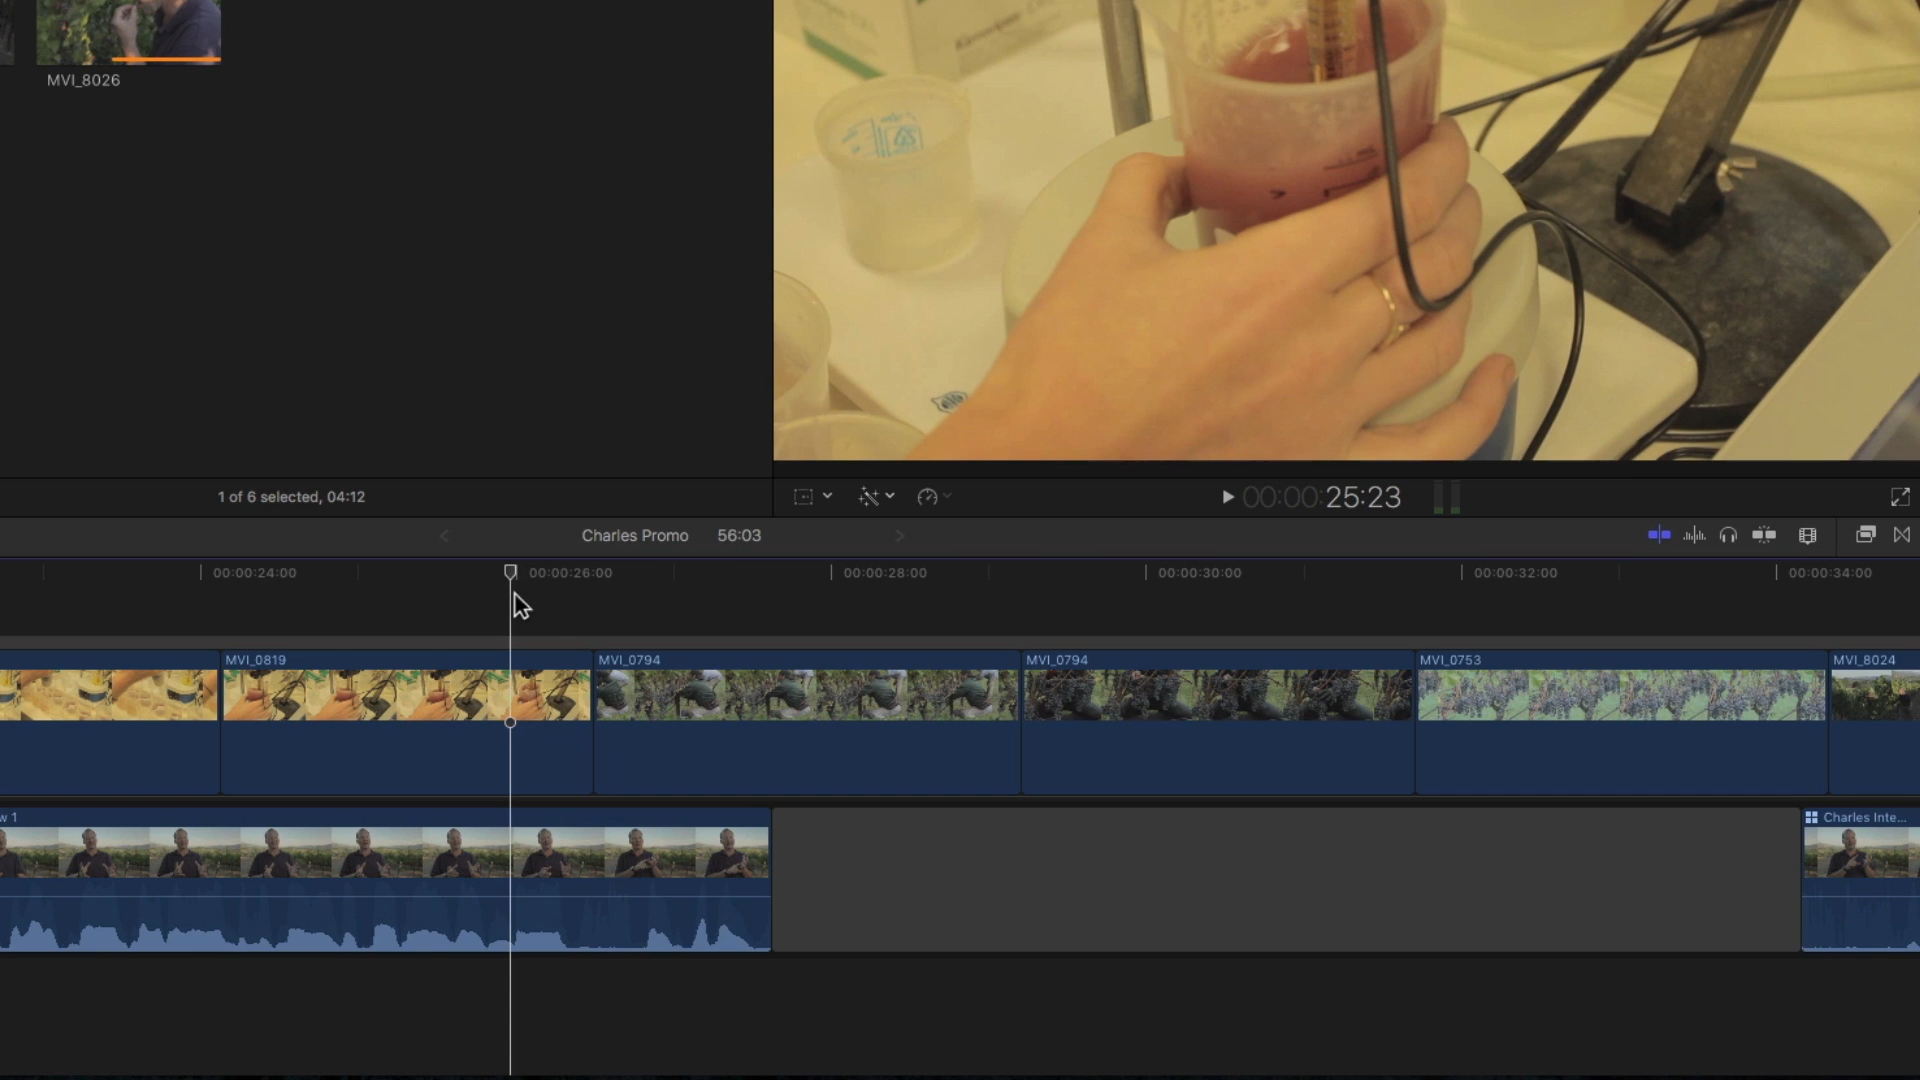 MVI_8026
1 of 6 selected, 04:12
00:00:25:23
Charles Promo 56:03
00:00:24:00 00:00:26:00 00:00:28:00 00:00:30:00 00:00:32:00 00:00:34:00
MVI_0819 MVI_0794 MVI_0794 MVI_0753 MVI_8024
w 1 Charles Inte...